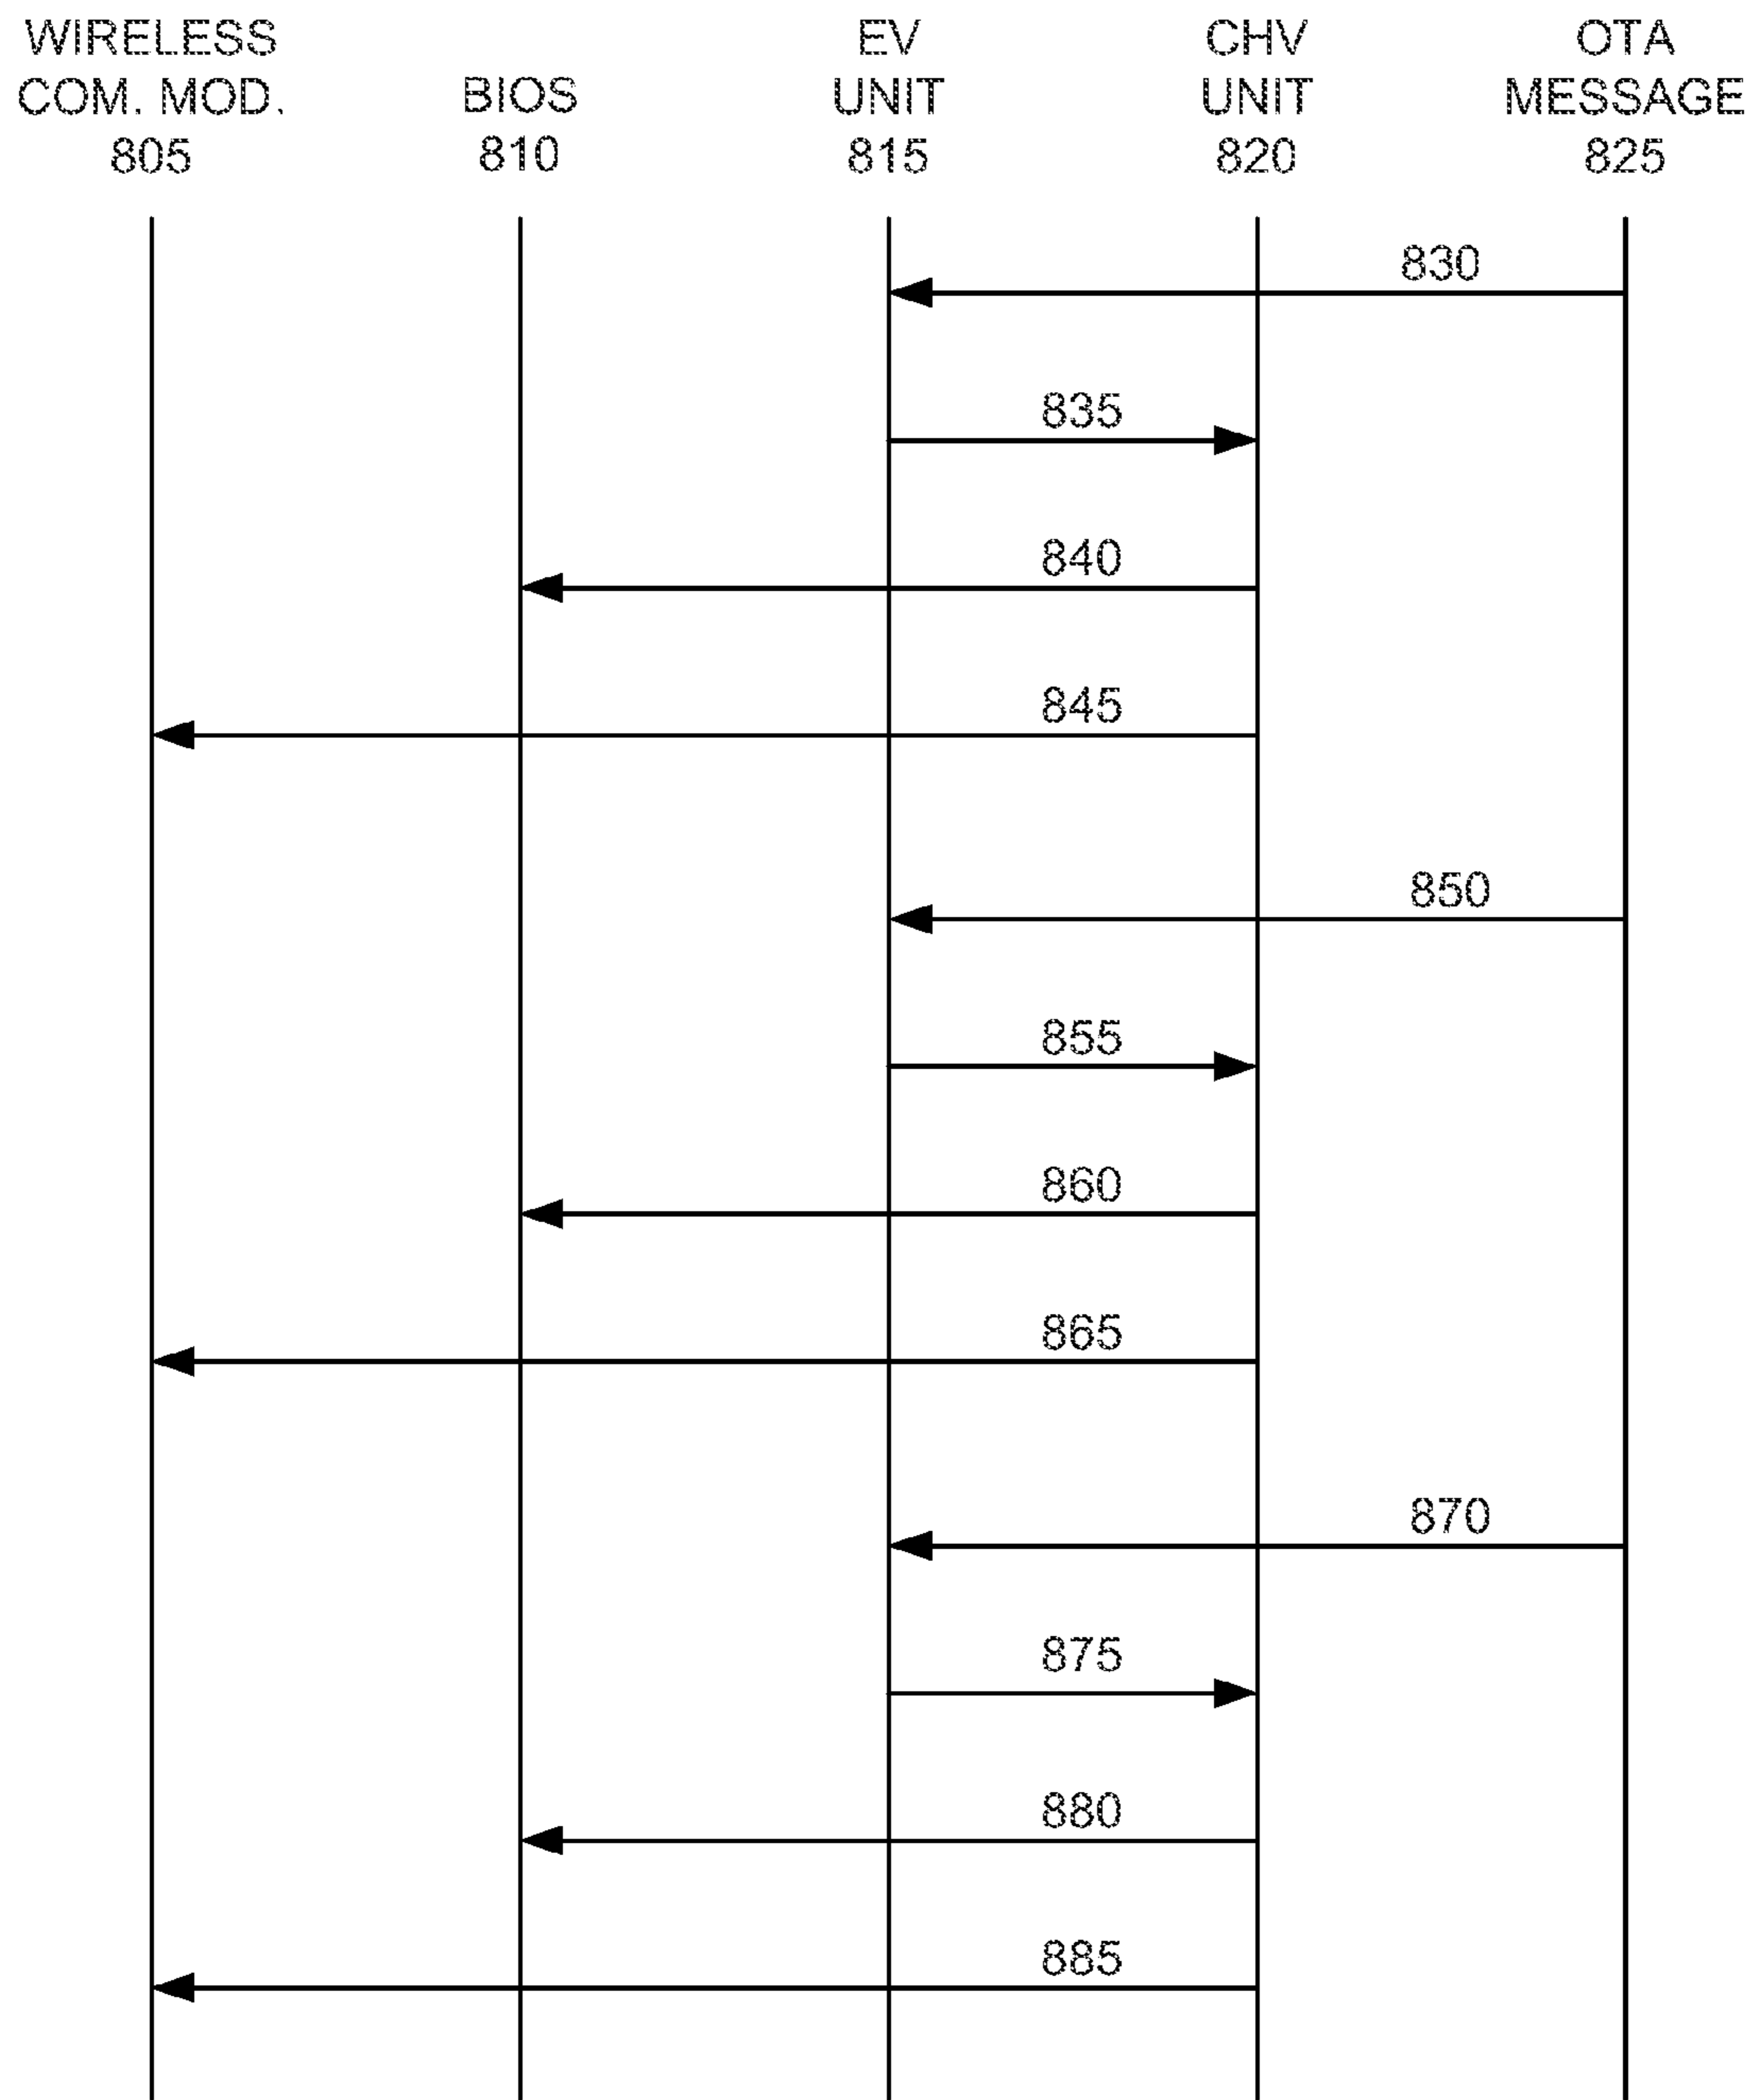 WIRELESS
COM. MOD.
805
BIOS
810
EV
UNIT
815
CHV
UNIT
820
OTA
MESSAGE
825
830
835
840
845
850
855
860
865
870
875
880
885